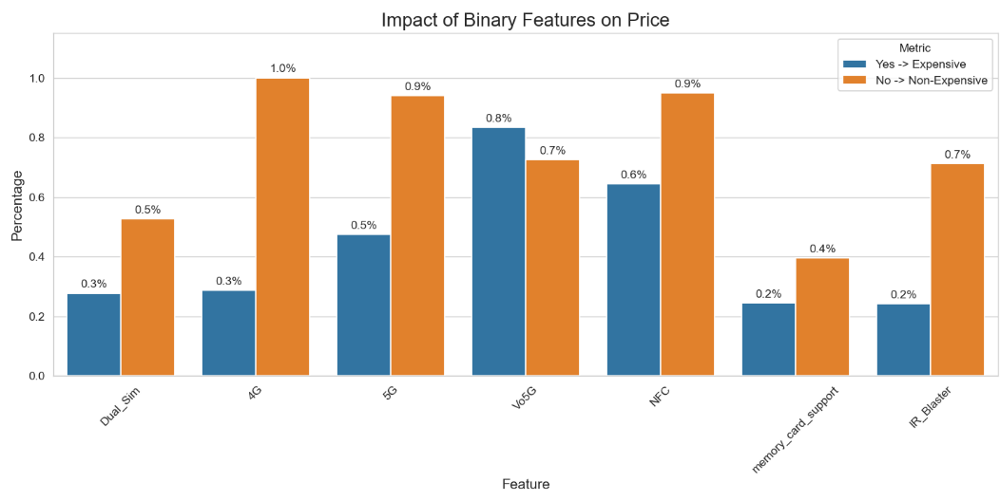 Impact of Binary Features on Price
Metric
Yes -> Expensive
No -> Non-Expensive
Percentage
1.0
0.8
0.6
0.4
0.2
0.0
0.3%
0.5%
0.3%
1.0%
0.5%
0.9%
0.8%
0.7%
0.6%
0.9%
0.2%
0.4%
0.2%
0.7%
Dual_Sim
4G
5G
Vo5G
NFC
memory_card_support
IR_Blaster
Feature